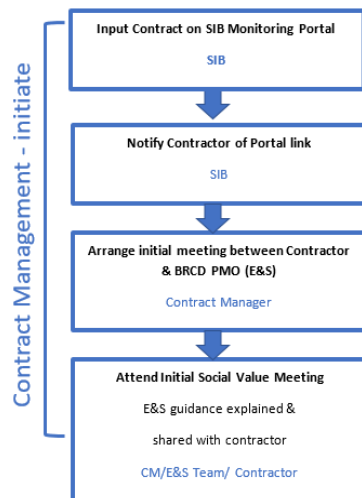 Contract Management - initiate
Input Contract on SIB Monitoring Portal
SIB
Notify Contractor of Portal link
SIB
Arrange initial meeting between Contractor
& BRCD PMO (E&S)
Contract Manager
Attend Initial Social Value Meeting
E&S guidance explained &
shared with contractor
CM/E&S Team/ Contractor